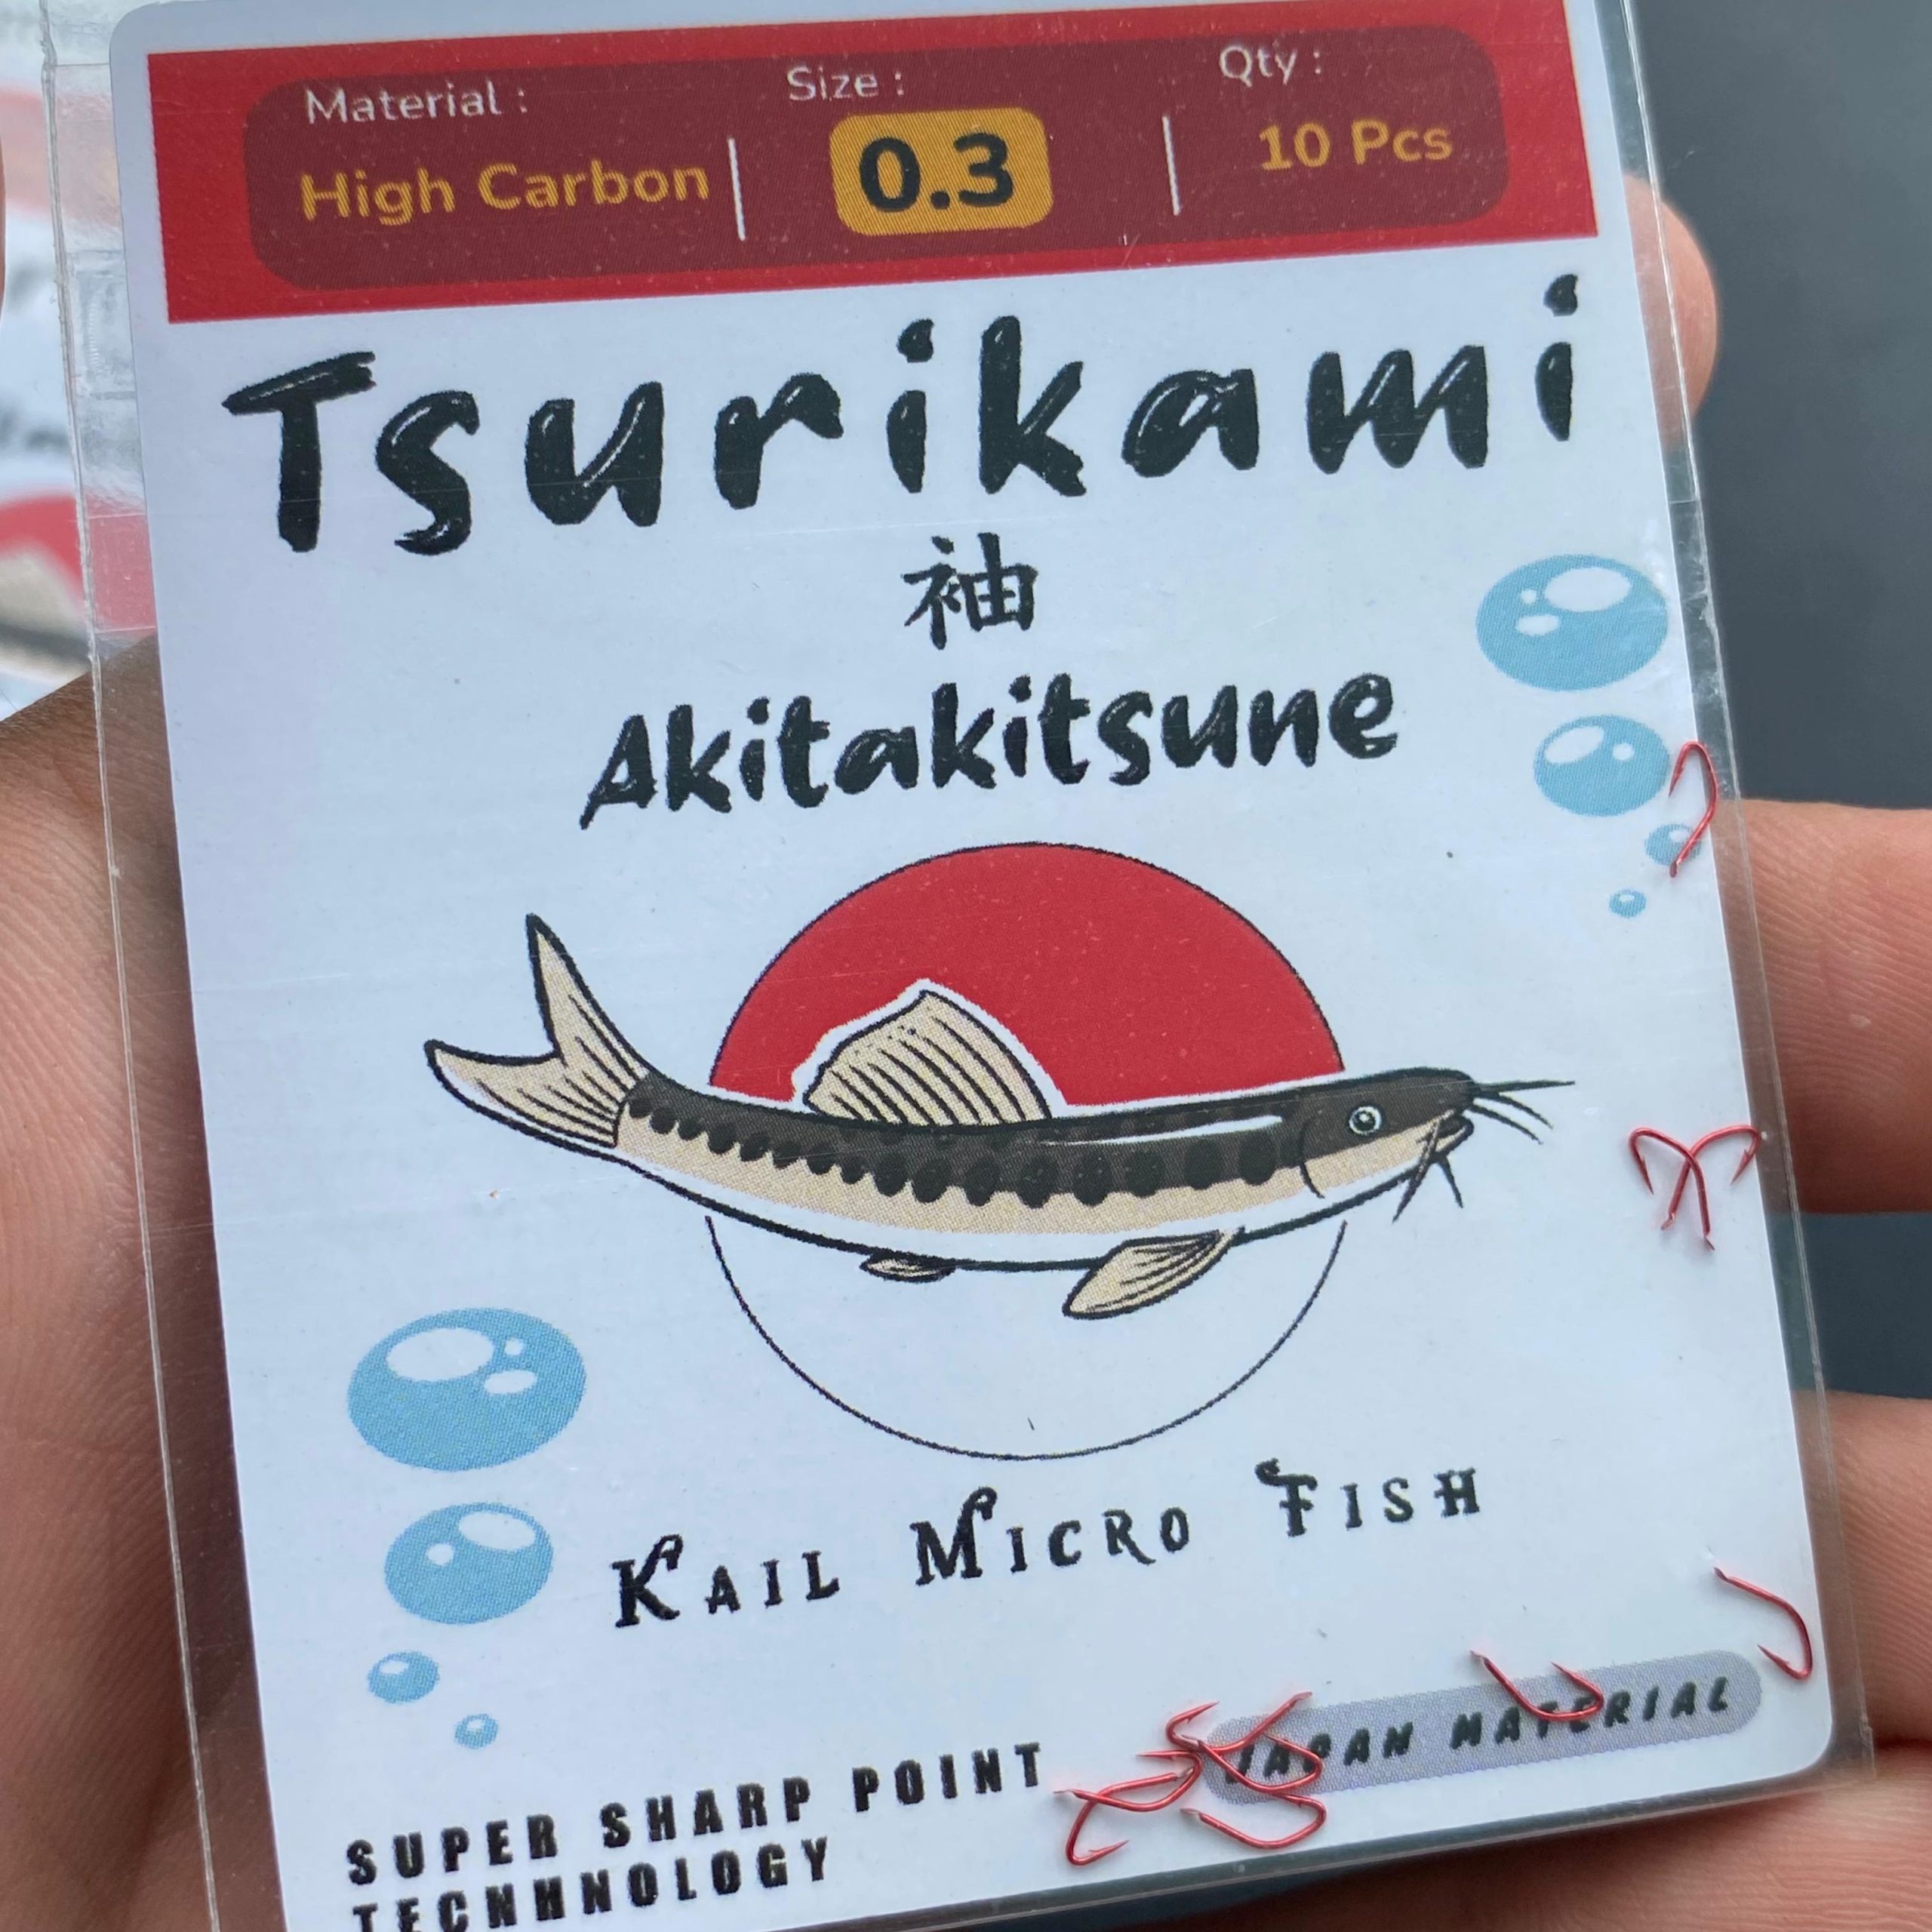 Material : Size : Qty :
High Carbon 0.3 10 Pcs
Tsurikami
袖
Akitakitsune
Kail Micro Fish
JAPAN MATERIAL
SUPER SHARP POINT
TECNHNOLOGY